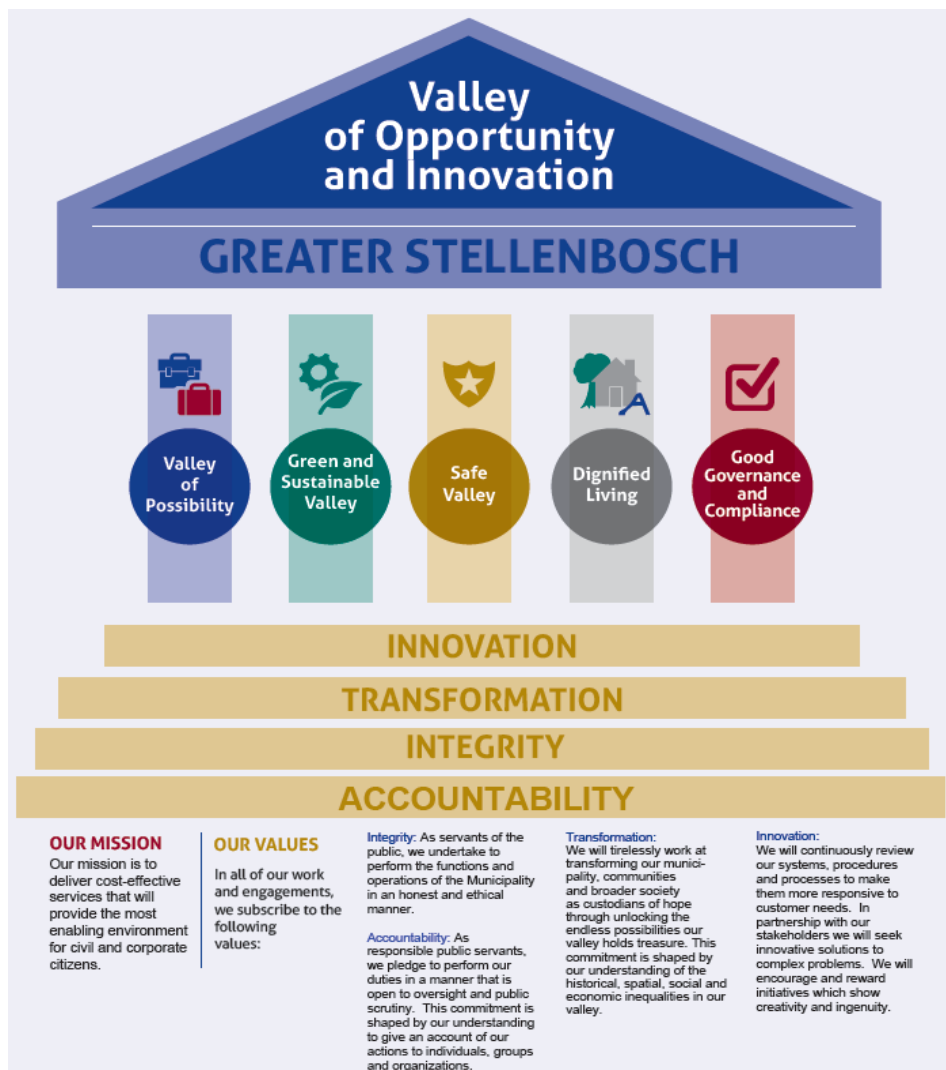 Valley
of Opportunity
and Innovation
GREATER STELLENBOSCH
Valley
of
Possibility
Green and
Sustainable
Valley
Safe
Valley
Dignified
Living
Good
Governance
and
Compliance
INNOVATION
TRANSFORMATION
INTEGRITY
ACCOUNTABILITY
OUR MISSION
Our mission is to
deliver cost-effective
services that will
provide the most
enabling environment
for civil and corporate
citizens.
OUR VALUES
In all of our work
and engagements,
we subscribe to the
following
values:
Integrity: As servants of the
public, we undertake to
perform the functions and
operations of the Municipality
in an honest and ethical
manner.
Accountability: As
responsible public servants,
we pledge to perform our
duties in a manner that is
open to oversight and public
scrutiny. This commitment is
shaped by our understanding
to give an account of our
actions to individuals, groups
and organizations.
Transformation:
We will tirelessly work at
transforming our munici-
pality, communities
and broader society
as custodians of hope
through unlocking the
endless possibilities our
valley holds treasure. This
commitment is shaped by
our understanding of the
historical, spatial, social and
economic inequalities in our
valley.
Innovation:
We will continuously review
our systems, procedures
and processes to make
them more responsive to
customer needs. In
partnership with our
stakeholders we will seek
innovative solutions to
complex problems. We will
encourage and reward
initiatives which show
creativity and ingenuity.